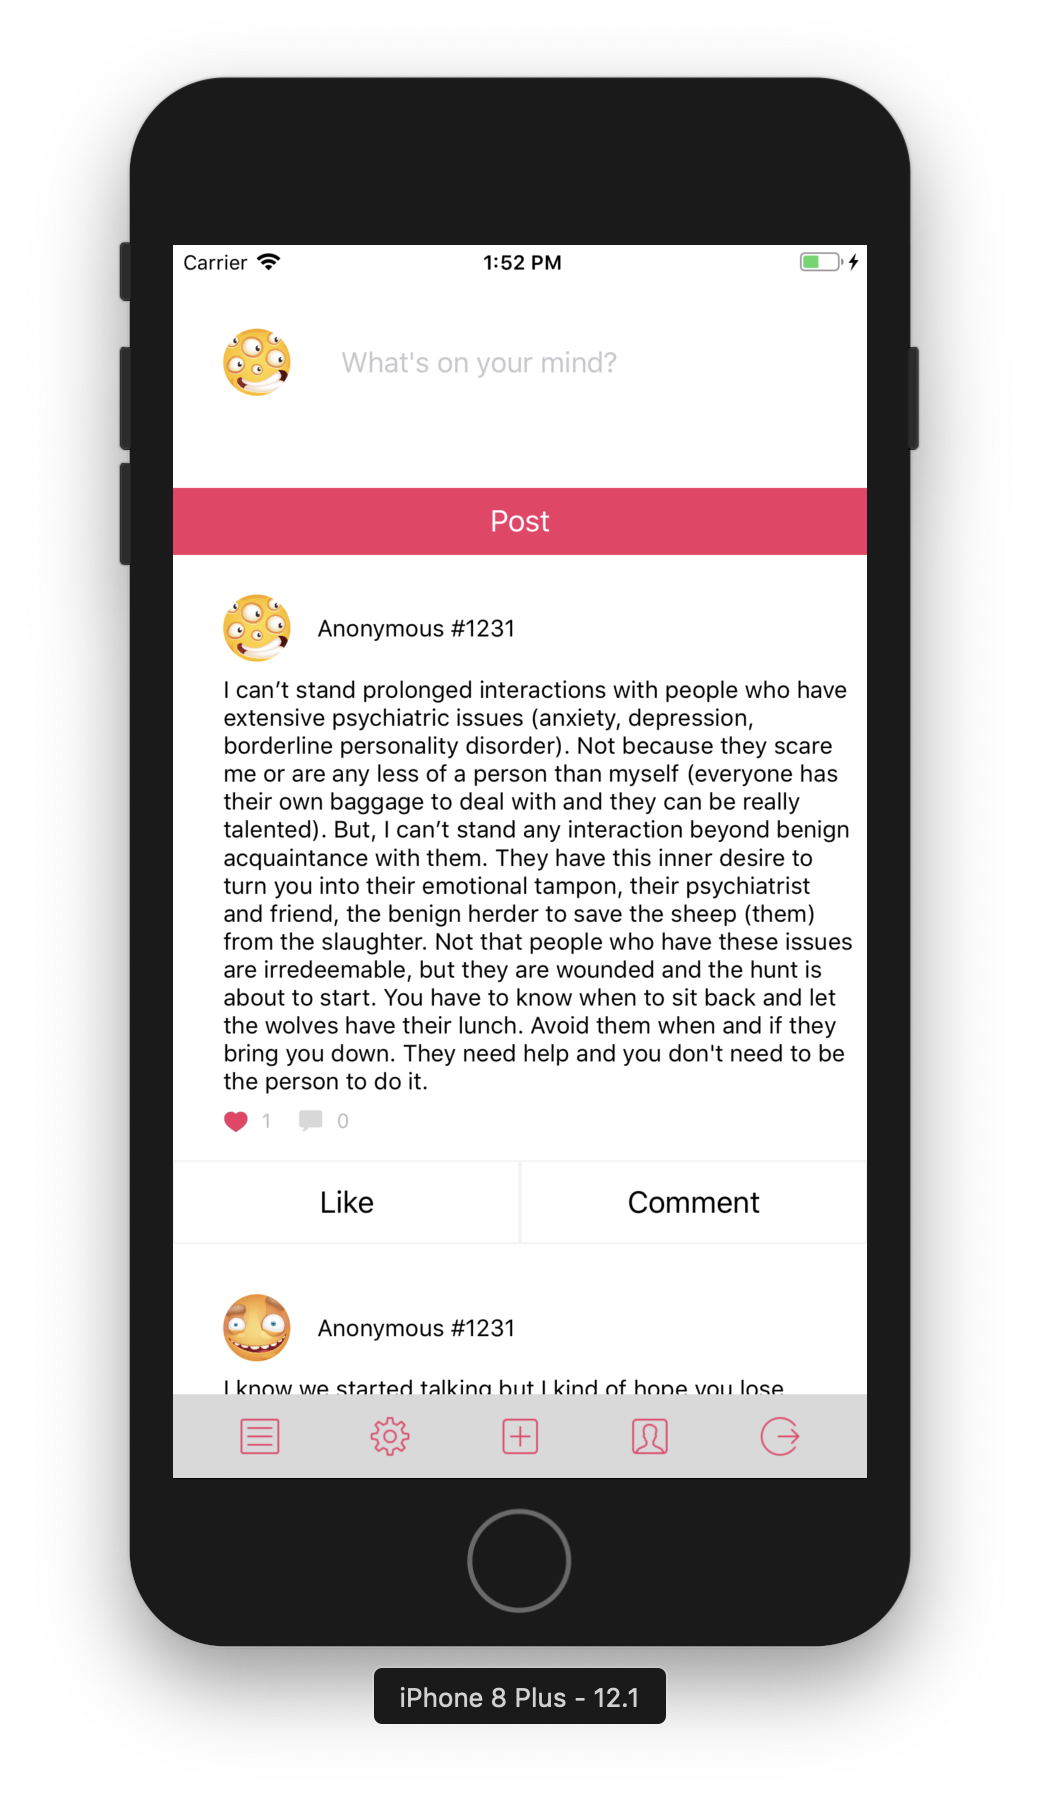 Carrier 1:52 PM
What's on your mind?
Post
Anonymous #1231
I can’t stand prolonged interactions with people who have
extensive psychiatric issues (anxiety, depression,
borderline personality disorder). Not because they scare
me or are any less of a person than myself (everyone has
their own baggage to deal with and they can be really
talented). But, I can’t stand any interaction beyond benign
acquaintance with them. They have this inner desire to
turn you into their emotional tampon, their psychiatrist
and friend, the benign herder to save the sheep (them)
from the slaughter. Not that people who have these issues
are irredeemable, but they are wounded and the hunt is
about to start. You have to know when to sit back and let
the wolves have their lunch. Avoid them when and if they
bring you down. They need help and you don't need to be
the person to do it.
1 0
Like Comment
Anonymous #1231
I know we started talking but I kind of hope you lose
iPhone 8 Plus - 12.1